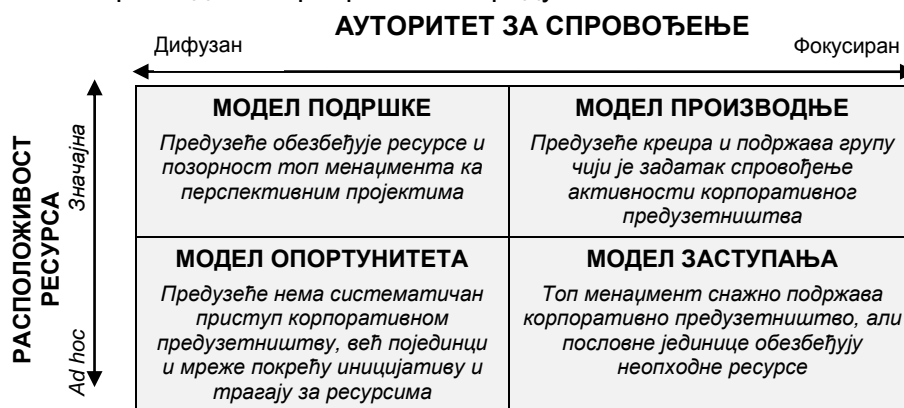 АУТОРИТЕТ ЗА СПРОВОЂЕЊЕ
Дифузан
Фокусиран
РАСПОЛОЖИВОСТ
РЕСУРСА
Значајна
Ad hoc
МОДЕЛ ПОДРШКЕ
Предузеће обезбеђује ресурсе и
позорност топ менаџмента ка
перспективним пројектима
МОДЕЛ ПРОИЗВОДЊЕ
Предузеће креира и подржава групу
чији је задатак спровођење
активности корпоративног
предузетништва
МОДЕЛ ОПОРТУНИТЕТА
Предузеће нема систематичан
приступ корпоративном
предузетништву, већ појединци
и мреже покрећу иницијативу и
трагају за ресурсима
МОДЕЛ ЗАСТУПАЊА
Топ менаџмент снажно подржава
корпоративно предузетништво, али
пословне јединице обезбеђују
неопходне ресурсе